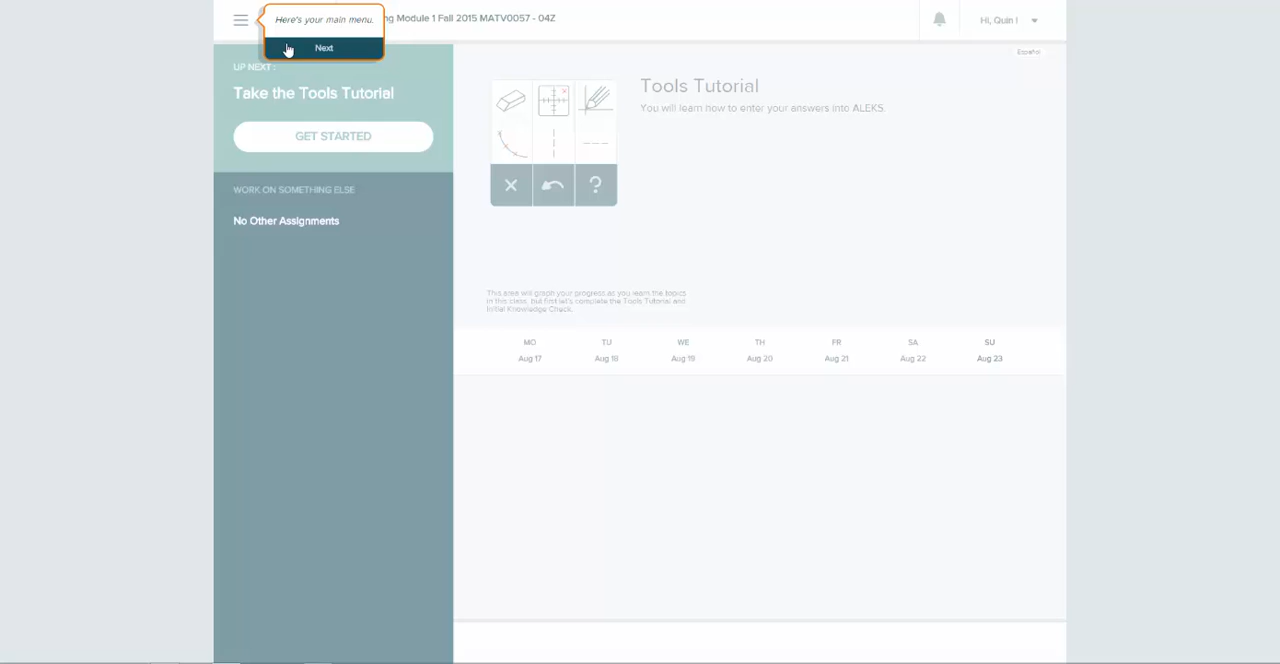 Here's your main menu.
ng Module 1 Fall 2015 MATV0057 - 04Z
Hi, Quin !
Next
Español
UP NEXT :
Take the Tools Tutorial
GET STARTED
WORK ON SOMETHING ELSE
No Other Assignments
Tools Tutorial
You will learn how to enter your answers into ALEKS.
?
This area will graph your progress as you learn the topics
in this class, but first let's complete the Tools Tutorial and
Initial Knowledge Check.
MO TU WE TH FR SA SU
Aug 17 Aug 18 Aug 19 Aug 20 Aug 21 Aug 22 Aug 23